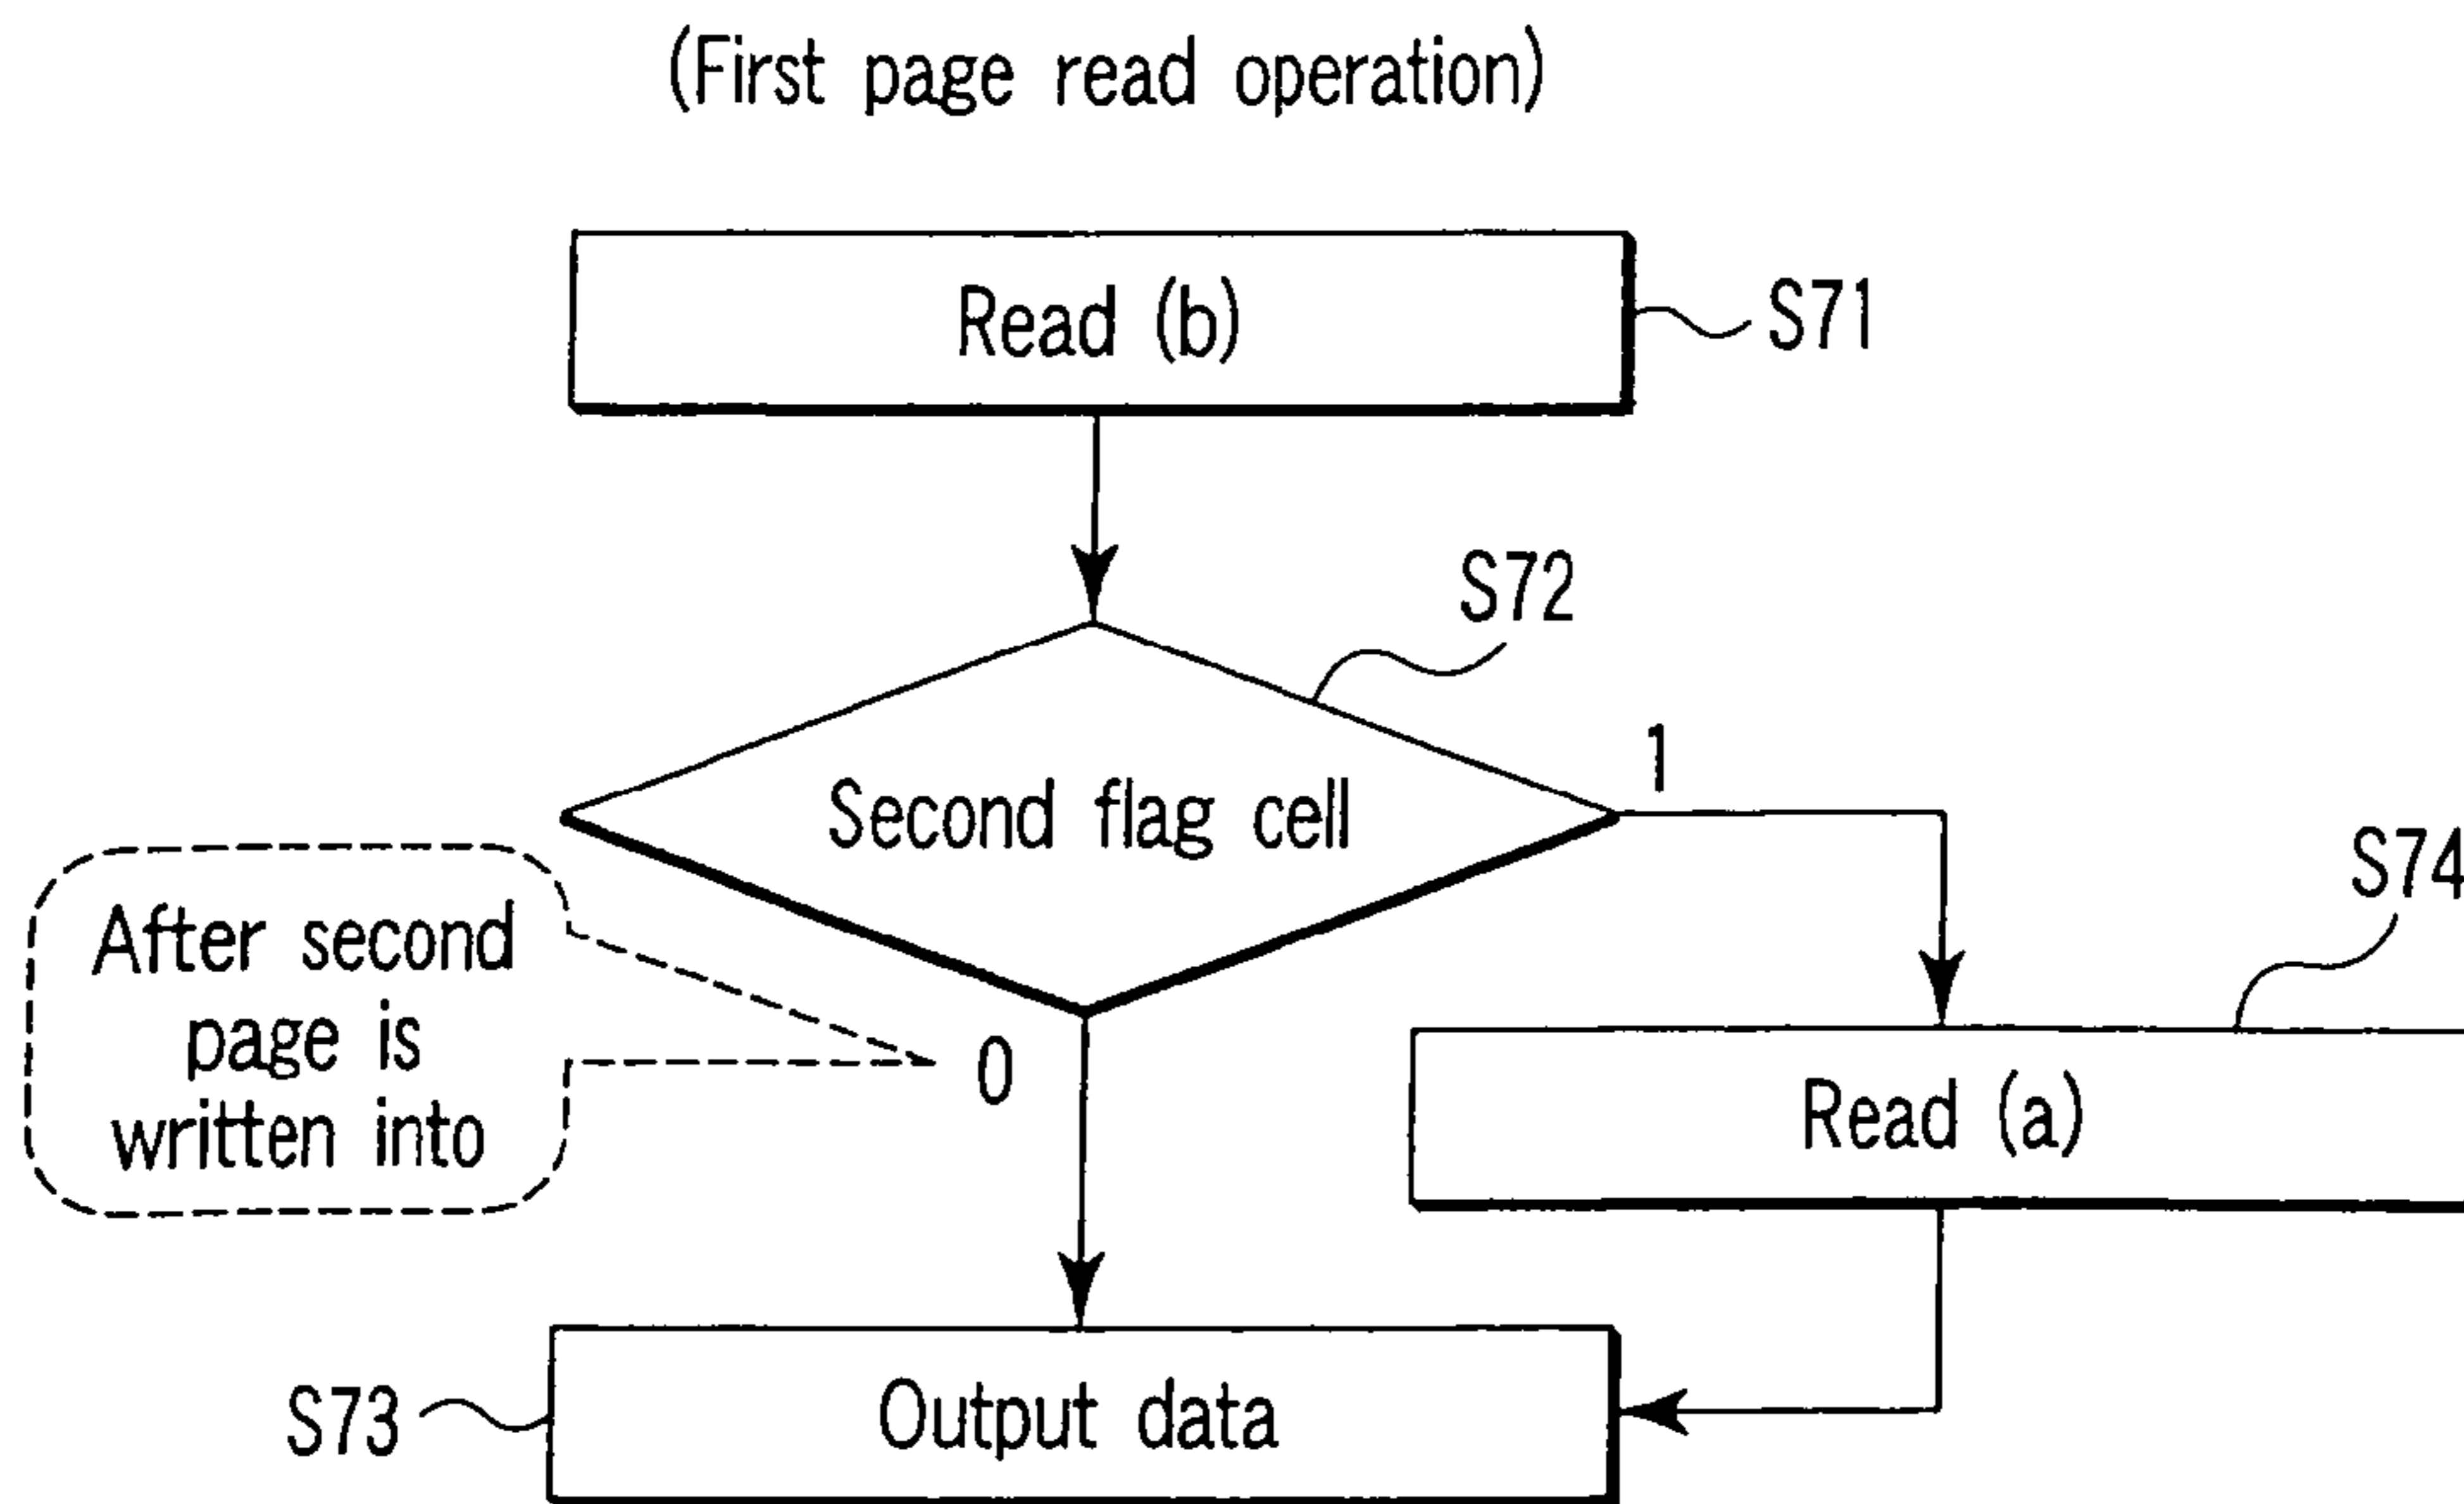 (First page read operation)
Read (b)
S71
S72
Second flag cell
1
S74
After second
page is
written into
0
Read (a)
S73
Output data